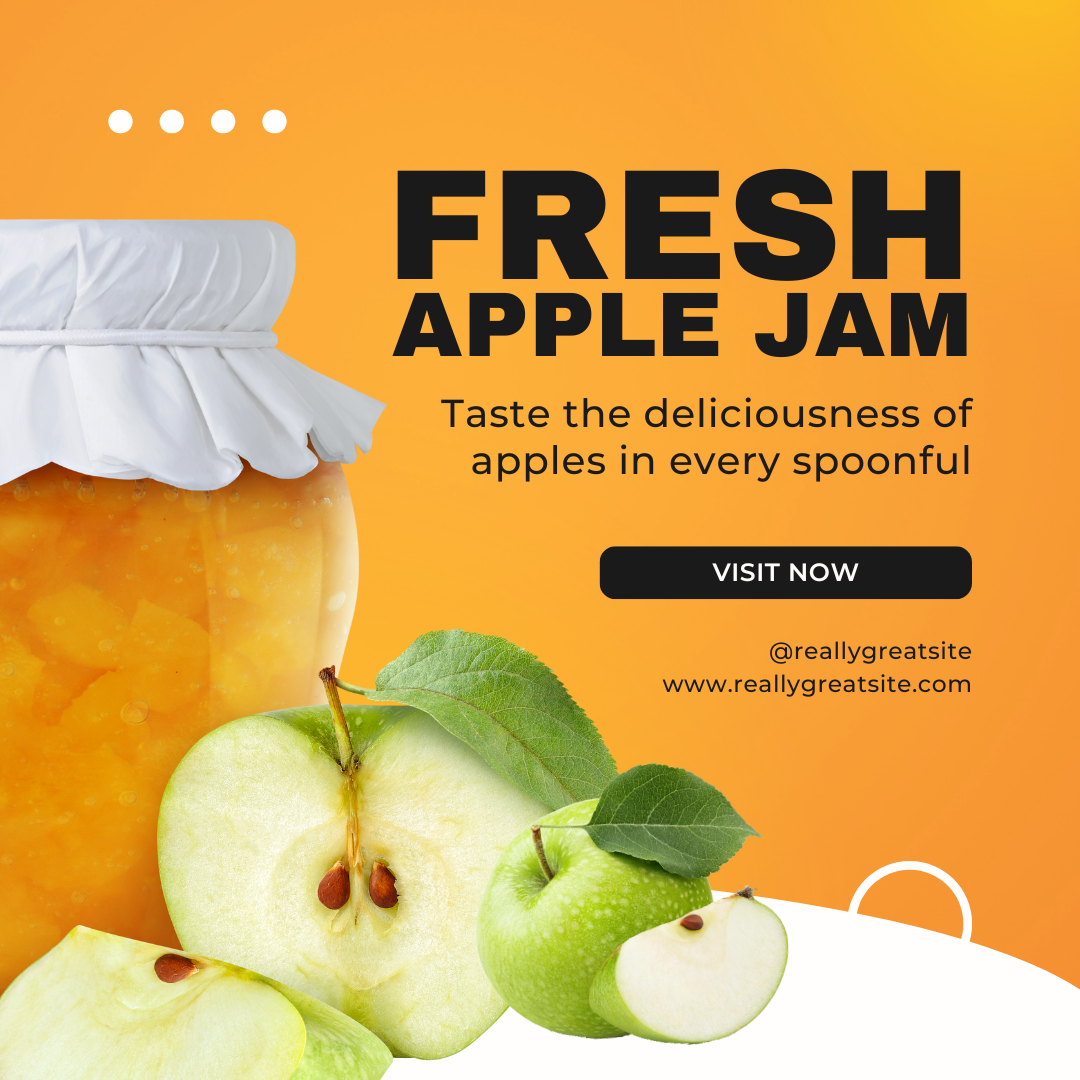 FRESH
APPLE JAM
Taste the deliciousness of
apples in every spoonful
VISIT NOW
@reallygreatsite
www.reallygreatsite.com